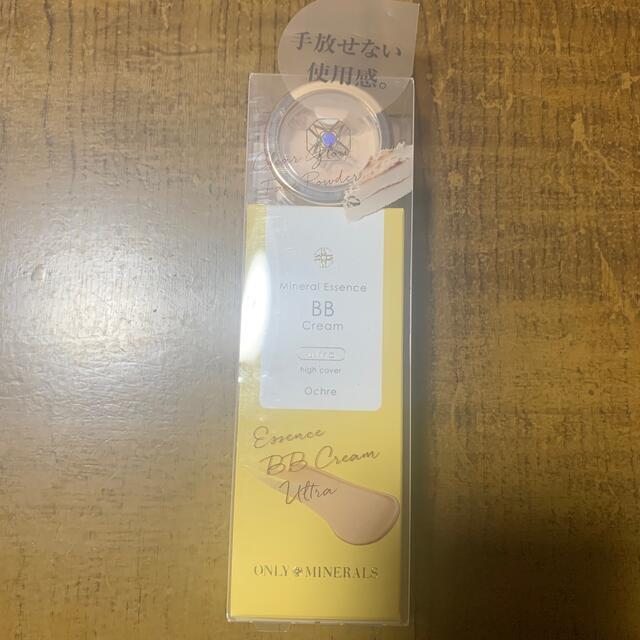 手放せない
使用感。
Powder
Mineral Essence
BB
Cream
ultra
high cover
Ochre
Essence
BB Cream
Ultra
ONLY MINERALS